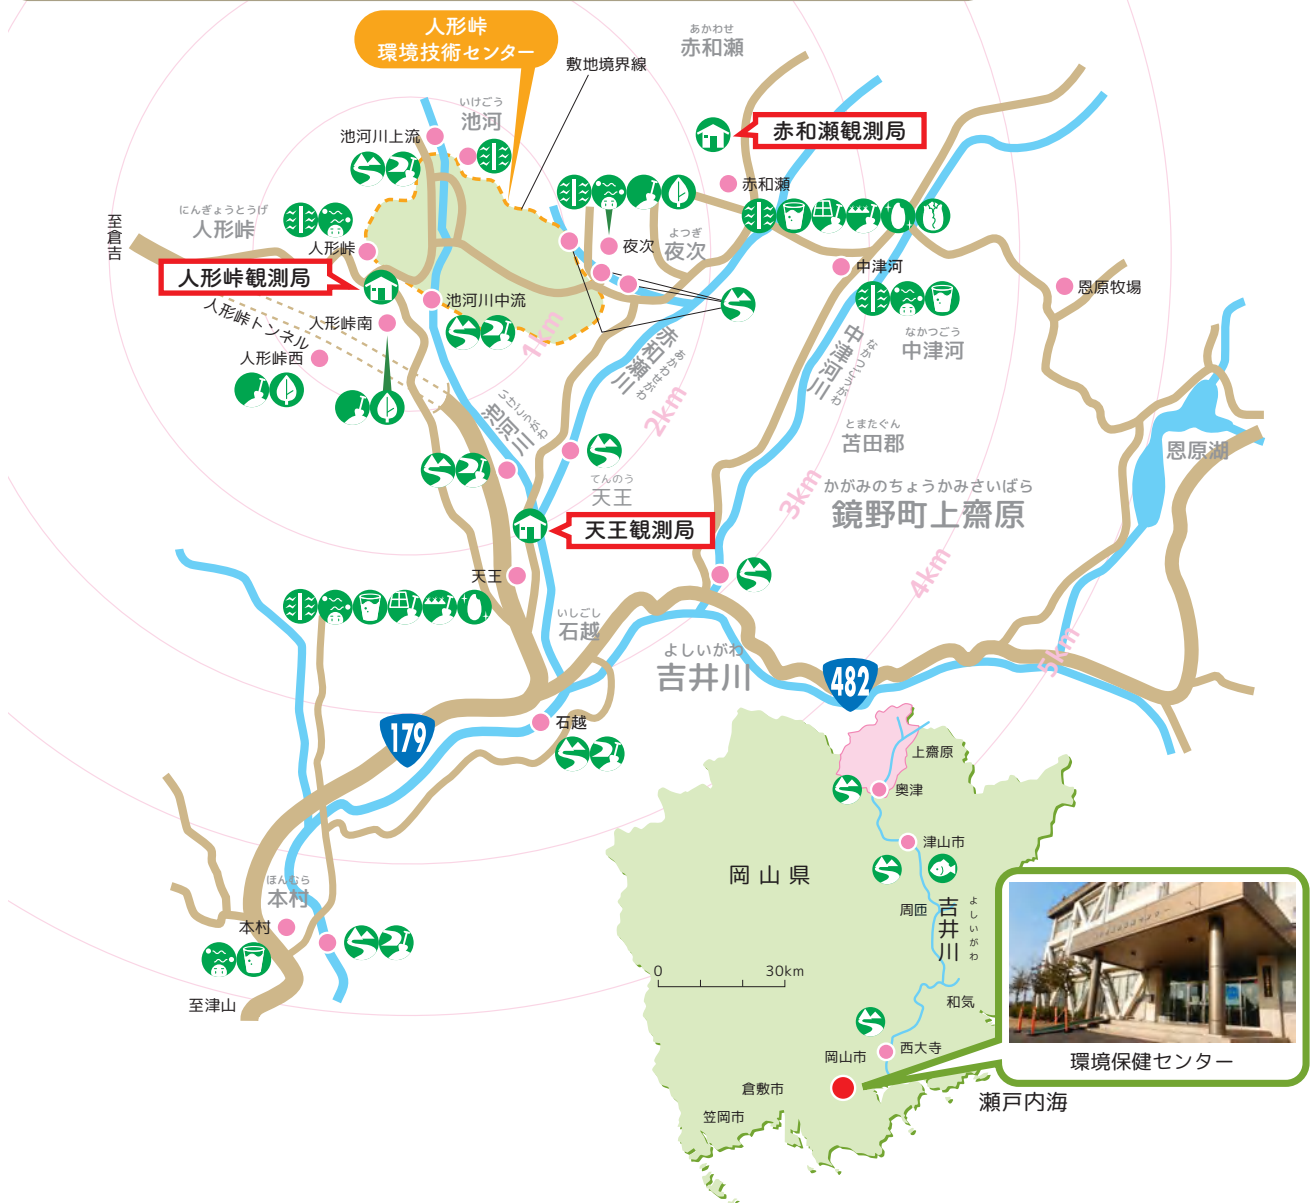 人形峠
環境技術センター
敷地境界線
あかわせ
赤和瀬
いけごう
池河
池河川上流
赤和瀬観測局
赤和瀬
至倉吉
にんぎょうとうげ
人形峠
人形峠
よつぎ
夜次
夜次
中津河
恩原牧場
人形峠観測局
人形峠トンネル
人形峠南
池河川中流
人形峠西
1km
赤和瀬川
あかわせがわ
中津河川
なかつごうがわ
なかつごう
中津河
2km
池河川
いけごうがわ
とまたぐん
苫田郡
恩原湖
てんのう
天王
3km
かがみのちょうかみさいばら
鏡野町上齋原
天王観測局
天王
4km
いしごし
石越
よしいがわ
吉井川
5km
482
179
石越
上齋原
奥津
津山市
岡山県
周匝
吉井川
よしいがわ
ほんむら
本村
本村
至津山
0 30km
和気
西大寺
岡山市
倉敷市
笠岡市
環境保健センター
瀬戸内海